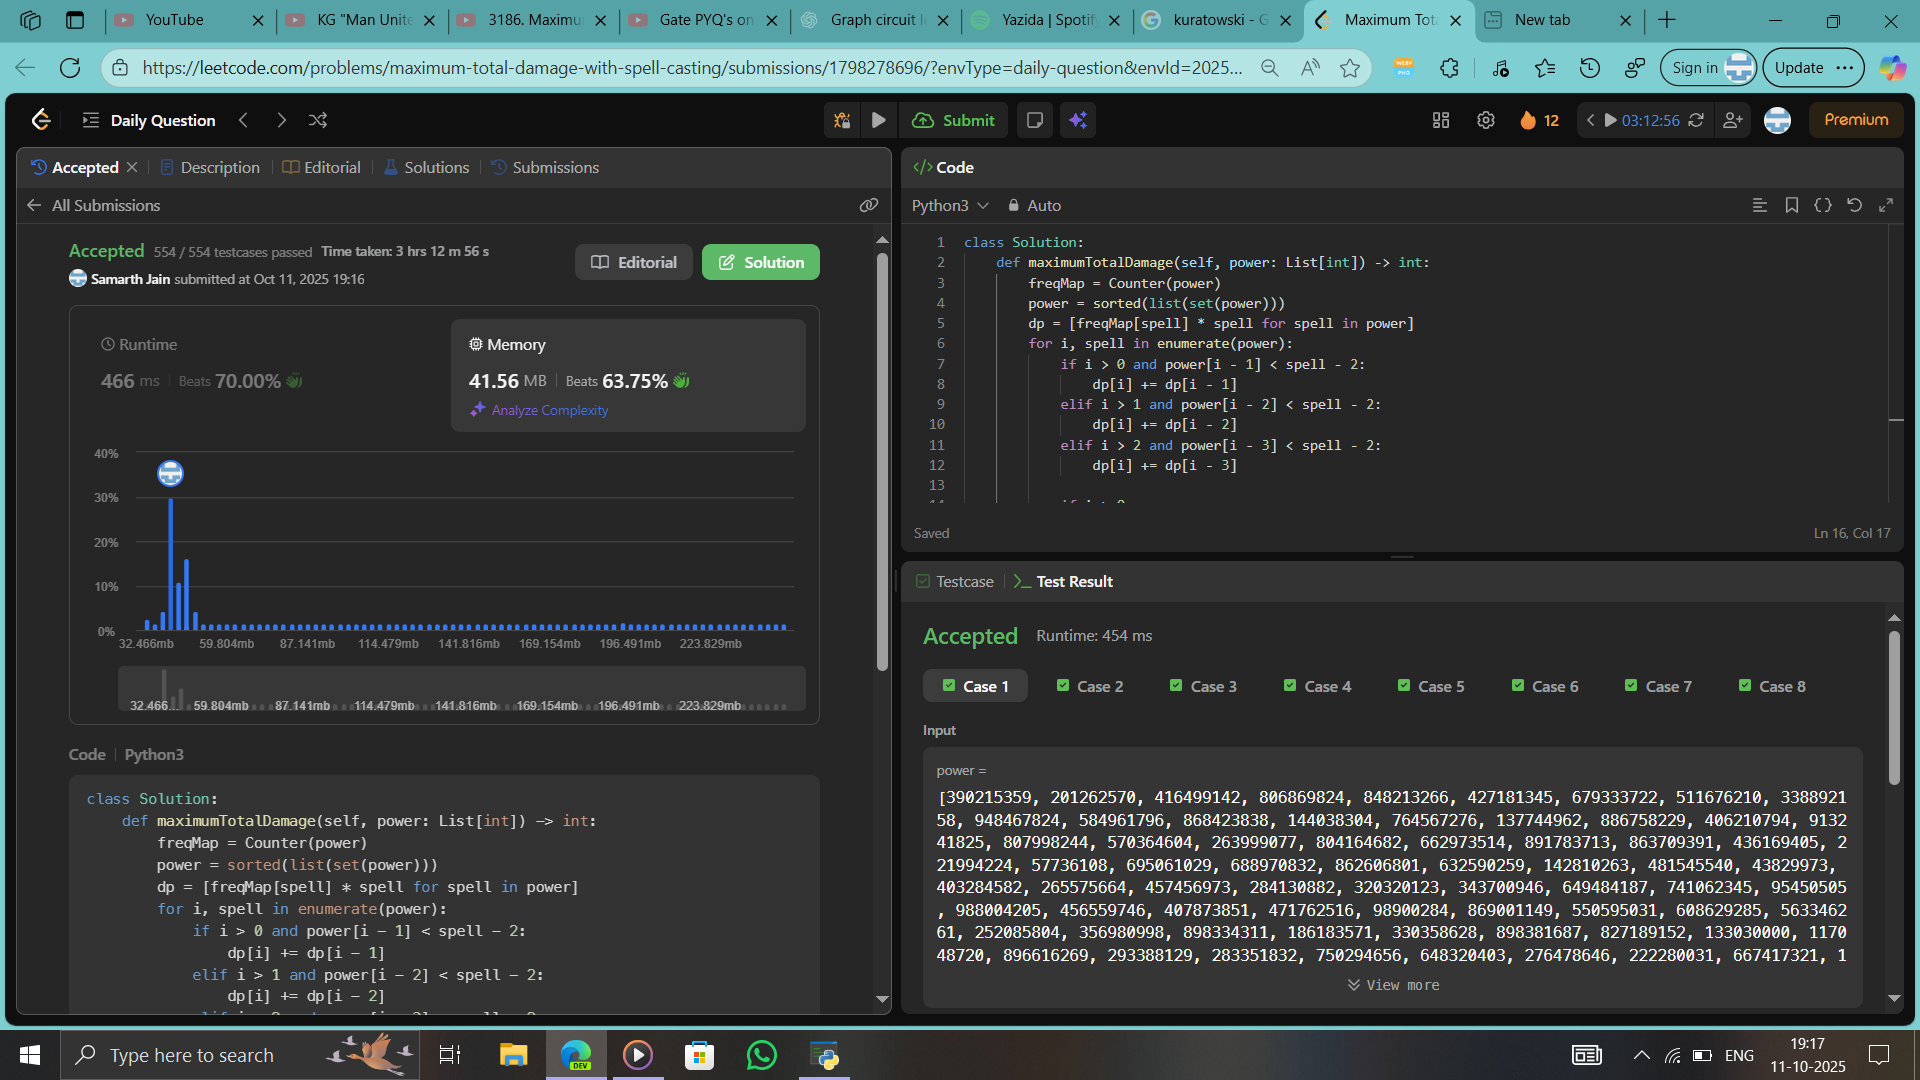 YouTube
KG "Man Unite
3186. Maximu
Gate PYQ's on
Graph circuit l
Yazida | Spotify
kuratowski - G
Maximum Tot
New tab
https://leetcode.com/problems/maximum-total-damage-with-spell-casting/submissions/1798278696/?envType=daily-question&envId=2025...
Sign in
Update
Daily Question
Submit
12
03:12:56
Premium
Accepted
Description
Editorial
Solutions
Submissions
All Submissions
Accepted 554 / 554 testcases passed Time taken: 3 hrs 12 m 56 s
Samarth Jain submitted at Oct 11, 2025 19:16
Editorial
Solution
Runtime
466 ms Beats 70.00%
Memory
41.56 MB Beats 63.75%
Analyze Complexity
40%
30%
20%
10%
0%
32.466mb 59.804mb 87.141mb 114.479mb 141.816mb 169.154mb 196.491mb 223.829mb
32.466... 59.804mb 87.141mb 114.479mb 141.816mb 169.154mb 196.491mb 223.829mb
Code Python3
class Solution:
def maximumTotalDamage(self, power: List[int]) -> int:
freqMap = Counter(power)
power = sorted(list(set(power)))
dp = [freqMap[spell] * spell for spell in power]
for i, spell in enumerate(power):
if i > 0 and power[i - 1] < spell - 2:
dp[i] += dp[i - 1]
elif i > 1 and power[i - 2] < spell - 2:
dp[i] += dp[i - 2]
Code
Python3 Auto
1 class Solution:
2 def maximumTotalDamage(self, power: List[int]) -> int:
3 freqMap = Counter(power)
4 power = sorted(list(set(power)))
5 dp = [freqMap[spell] * spell for spell in power]
6 for i, spell in enumerate(power):
7 if i > 0 and power[i - 1] < spell - 2:
8 dp[i] += dp[i - 1]
9 elif i > 1 and power[i - 2] < spell - 2:
10 dp[i] += dp[i - 2]
11 elif i > 2 and power[i - 3] < spell - 2:
12 dp[i] += dp[i - 3]
13
Saved
Ln 16, Col 17
Testcase
Test Result
Accepted Runtime: 454 ms
Case 1 Case 2 Case 3 Case 4 Case 5 Case 6 Case 7 Case 8
Input
power =
[390215359, 201262570, 416499142, 806869824, 848213266, 427181345, 679333722, 511676210, 3388921
58, 948467824, 584961796, 868423838, 144038304, 764567276, 137744962, 886758229, 406210794, 9132
41825, 807998244, 570364604, 263999077, 804164682, 662973514, 891783713, 863709391, 436169405, 2
21994224, 57736108, 695061029, 688970832, 862606801, 632590259, 142810263, 481545540, 43829973,
403284582, 265575664, 457456973, 284130882, 320320123, 343700946, 649484187, 741062345, 95450505
, 988004205, 456559746, 407873851, 471762516, 98900284, 869001149, 550595031, 608629285, 5633462
61, 252085804, 356980998, 898334311, 186183571, 330358628, 898381687, 827189152, 133030000, 1170
48720, 896616269, 293388129, 283351832, 750294656, 648320403, 276478646, 222280031, 667417321, 1
View more
Type here to search
DEV
ENG
19:17
11-10-2025